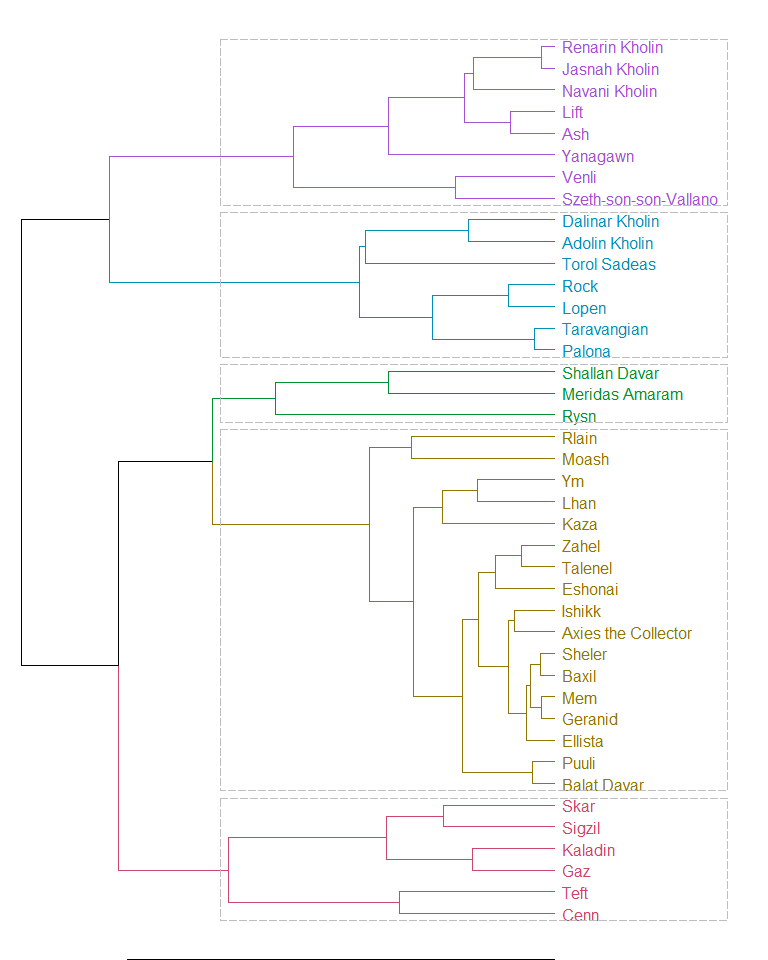 Renarin Kholin
Jasnah Kholin
Navani Kholin
Lift
Ash
Yanagawn
Venli
Szeth-son-son-Vallano
Dalinar Kholin
Adolin Kholin
Torol Sadeas
Rock
Lopen
Taravangian
Palona
Shallan Davar
Meridas Amaram
Rysn
Rlain
Moash
Ym
Lhan
Kaza
Zahel
Talenel
Eshonai
Ishikk
Axies the Collector
Sheler
Baxil
Mem
Geranid
Ellista
Puuli
Balat Davar
Skar
Sigzil
Kaladin
Gaz
Teft
Cenn